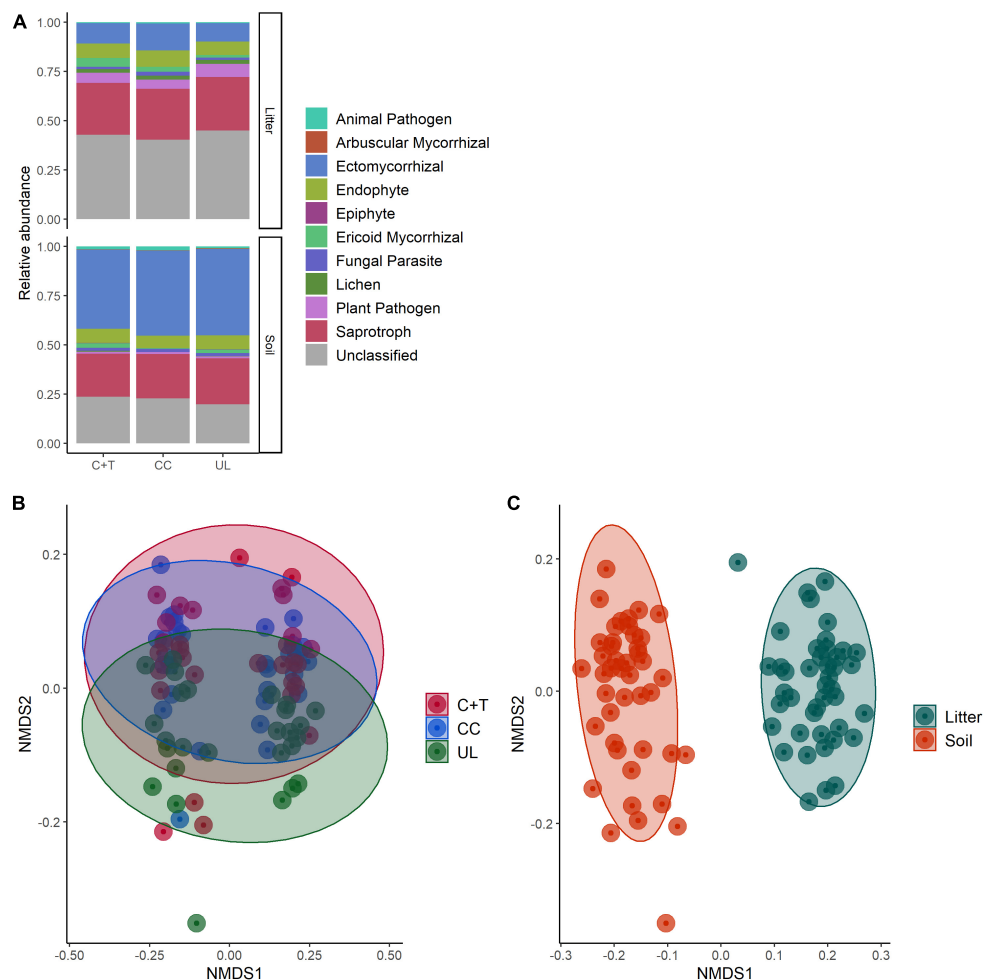 A
1.00
0.75
0.50
0.25
0.00
Litter
1.00
0.75
0.50
0.25
0.00
Soil
Relative abundance
C+T CC UL
Animal Pathogen
Arbuscular Mycorrhizal
Ectomycorrhizal
Endophyte
Epiphyte
Ericoid Mycorrhizal
Fungal Parasite
Lichen
Plant Pathogen
Saprotroph
Unclassified
B
0.2
0.0
-0.2
NMDS2
-0.50 -0.25 0.00 0.25 0.50
NMDS1
C+T
CC
UL
C
0.2
0.0
-0.2
NMDS2
-0.3 -0.2 -0.1 0.0 0.1 0.2 0.3
NMDS1
Litter
Soil